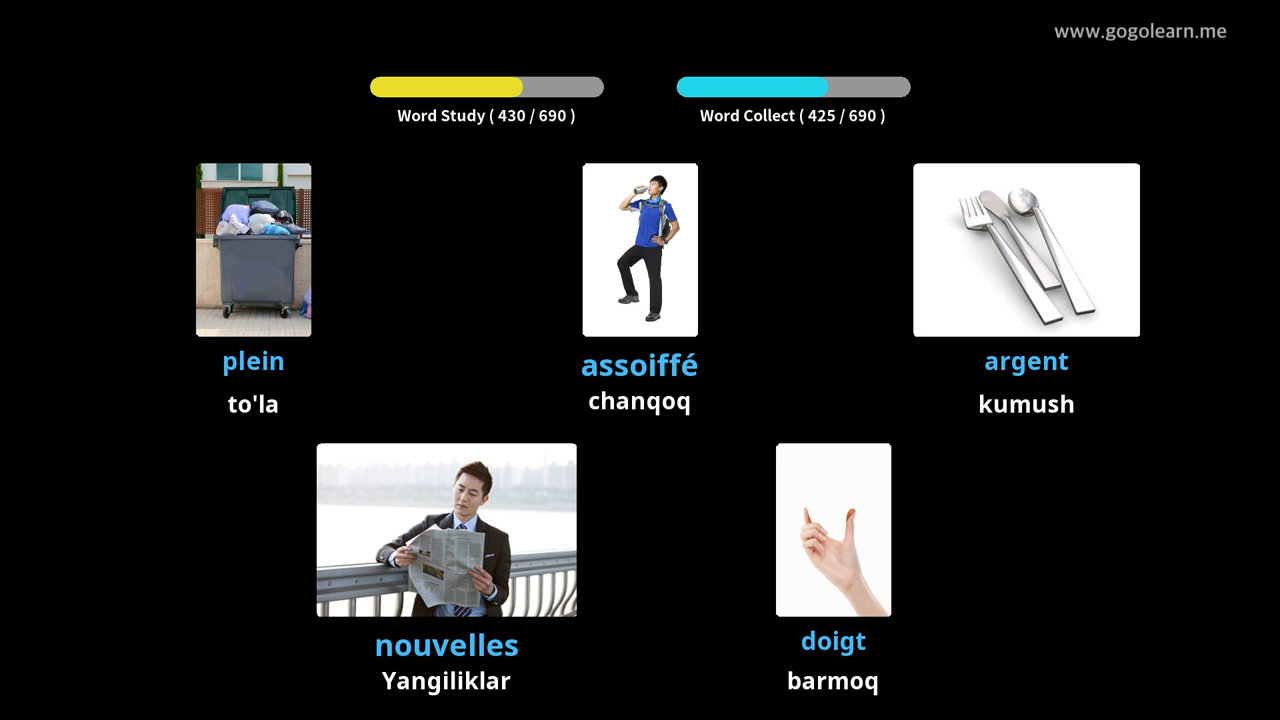 www.gogolearn.me
Word Study ( 430 / 690 )
Word Collect ( 425 / 690 )
plein
to'la
assoiffé
chanqoq
argent
kumush
nouvelles
Yangiliklar
doigt
barmoq